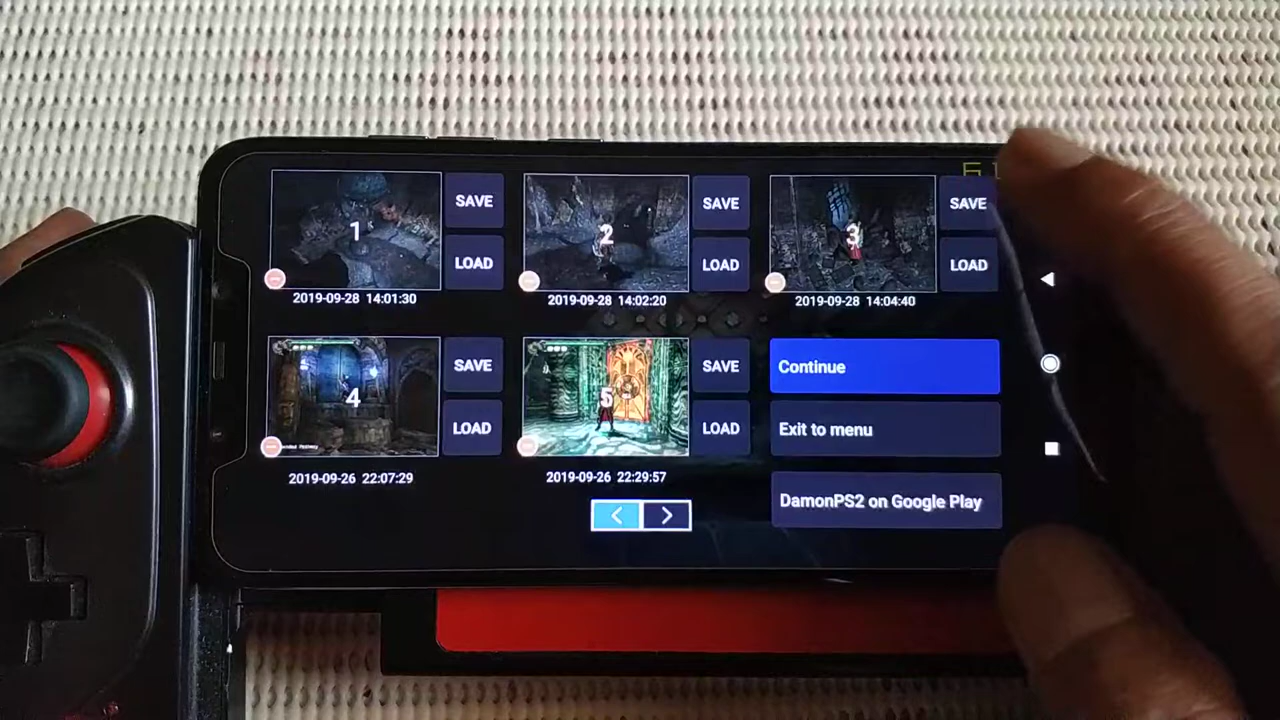 1
SAVE
LOAD
2019-09-28 14:01:30
2
SAVE
LOAD
2019-09-28 14:02:20
3
SAVE
LOAD
2019-09-28 14:04:40
4
SAVE
LOAD
2019-09-26 22:07:29
5
SAVE
LOAD
2019-09-26 22:29:57
Continue
Exit to menu
DamonPS2 on Google Play